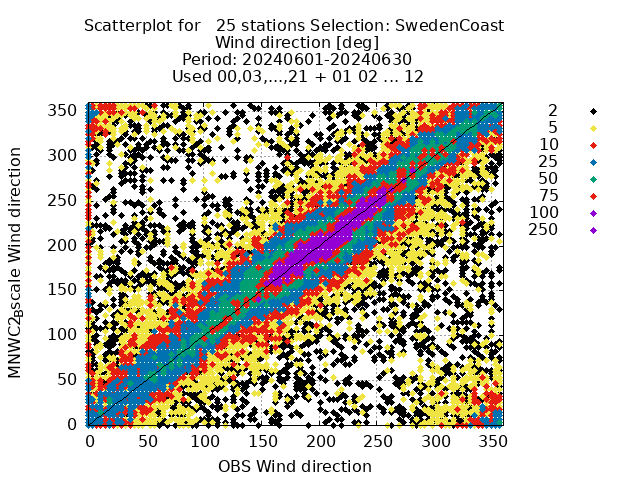 Scatterplot for   25 stations Selection: SwedenCoast
Wind direction [deg]
Period: 20240601-20240630
Used 00,03,...,21 + 01 02 ... 12
MNWC2Bscale Wind direction
350
300
250
200
150
100
50
0
0 50 100 150 200 250 300 350
OBS Wind direction
2
5
10
25
50
75
100
250